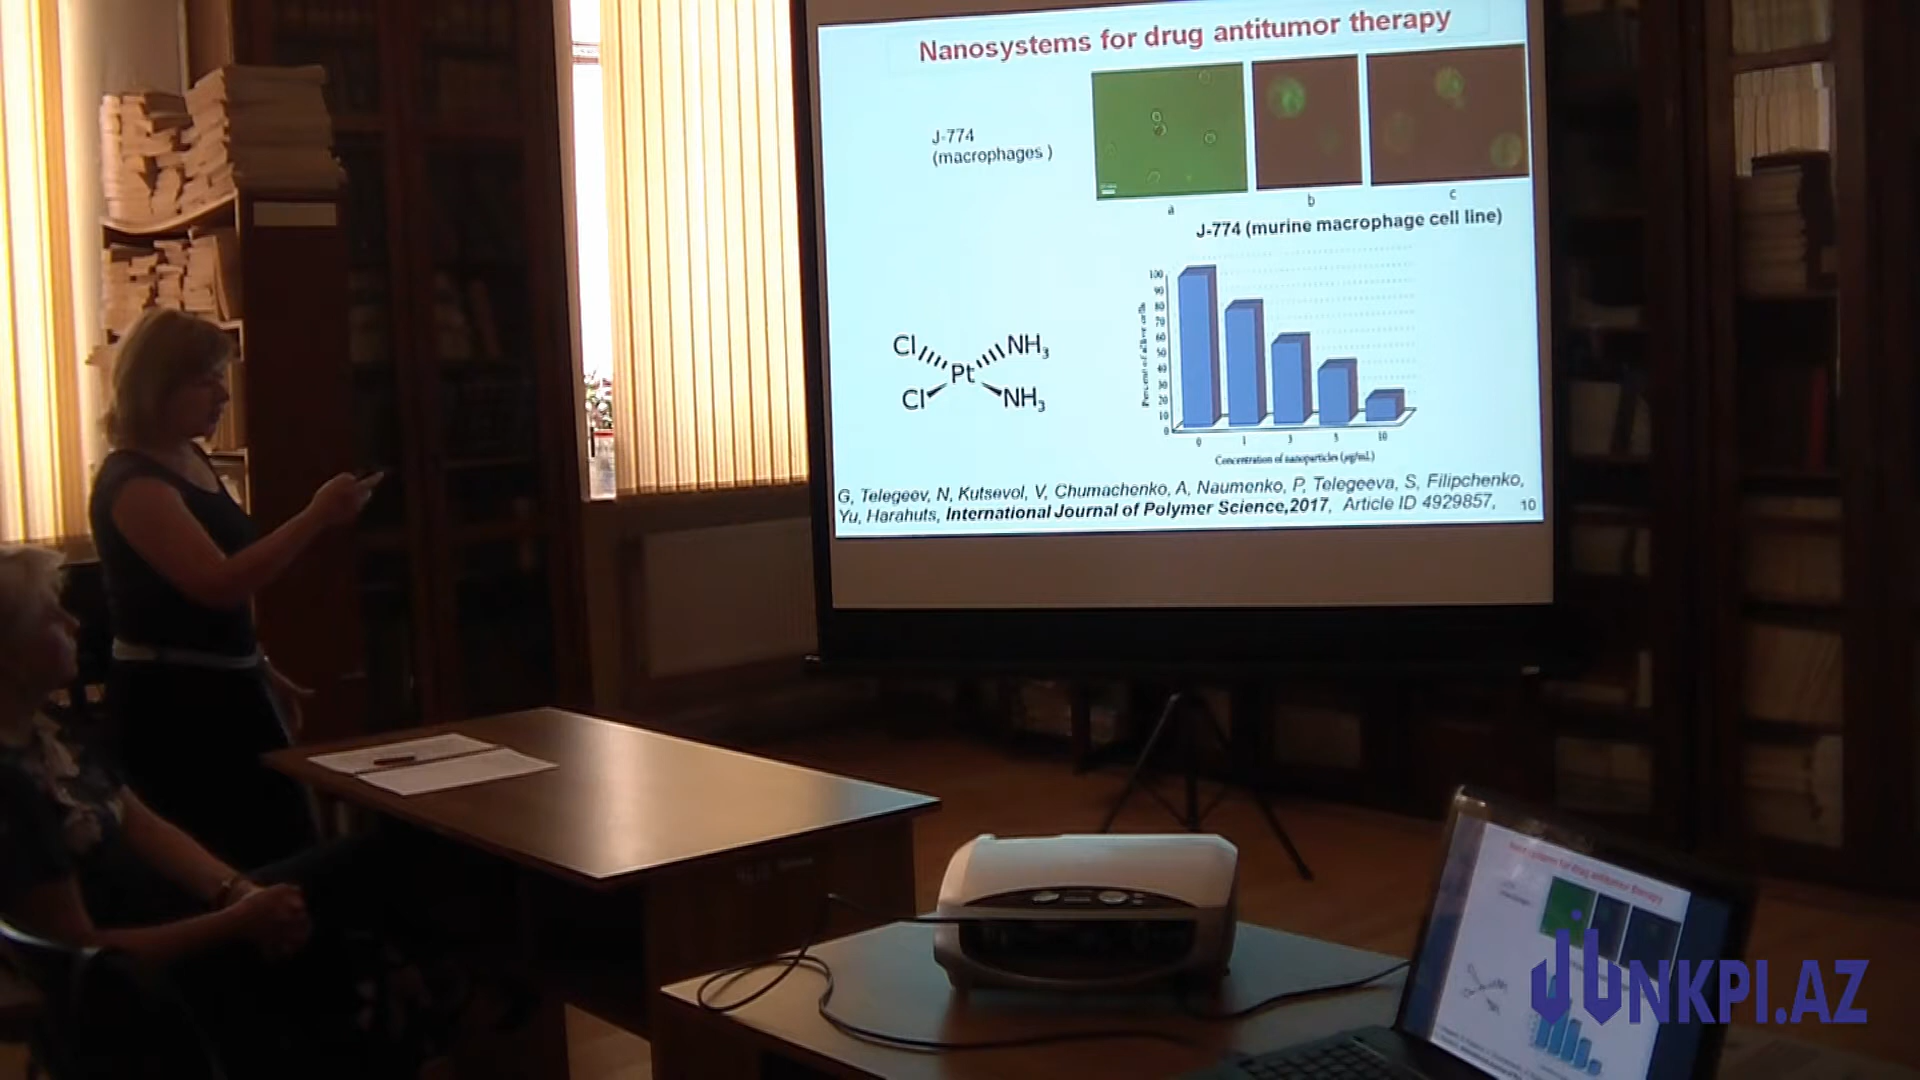 Nanosystems for drug antitumor therapy
J-774
(macrophages )
a
b
c
J-774 (murine macrophage cell line)
100
90
80
70
60
50
40
30
20
10
0
0 1 3 5 10
Concentration of nanoparticles (µg/mL)
Cl
NH3
Pt
Cl
NH3
G, Telegeev, N, Kutsevol, V, Chumachenko, A, Naumenko, P, Telegeeva, S, Filipchenko,
Yu, Harahuts, International Journal of Polymer Science,2017, Article ID 4929857,
10
JUNKPI.AZ